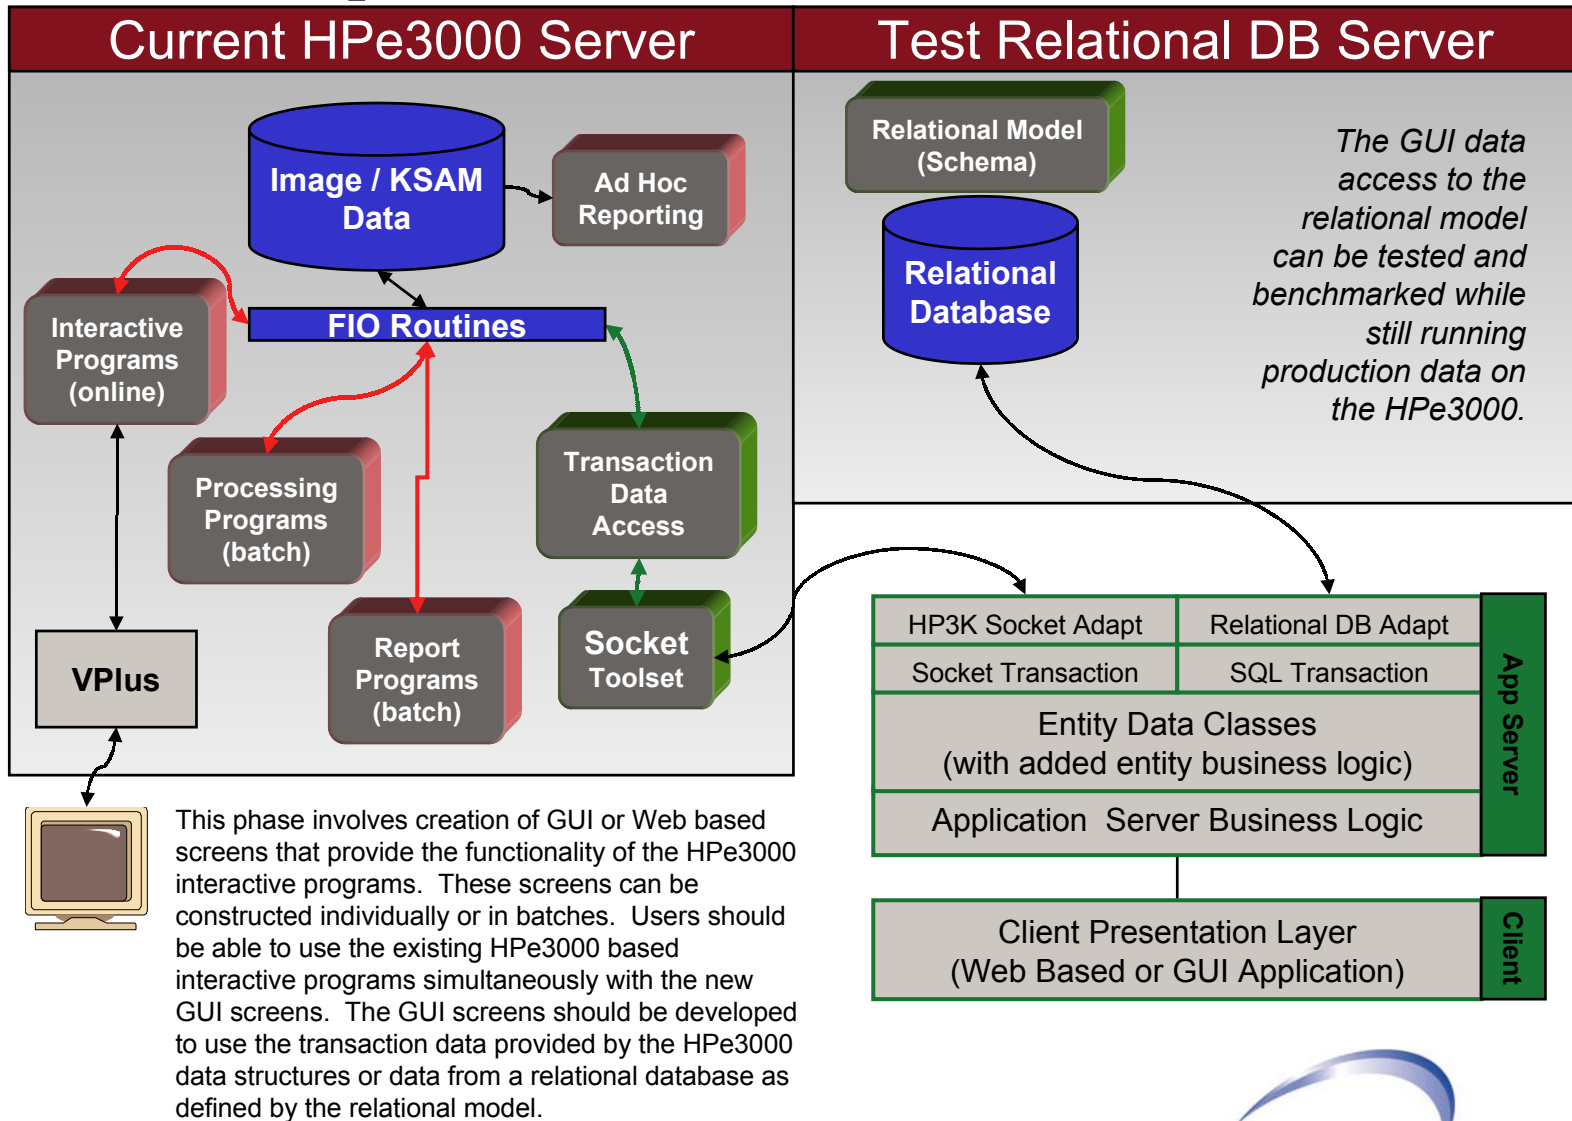 Current HPe3000 Server
Test Relational DB Server
Image / KSAM
Data
Ad Hoc
Reporting
FIO Routines
Interactive
Programs
(online)
Processing
Programs
(batch)
Report
Programs
(batch)
Transaction
Data
Access
Socket
Toolset
VPlus
Relational Model
(Schema)
Relational
Database
The GUI data
access to the
relational model
can be tested and
benchmarked while
still running
production data on
the HPe3000.
HP3K Socket Adapt
Relational DB Adapt
Socket Transaction
SQL Transaction
Entity Data Classes
(with added entity business logic)
Application Server Business Logic
App Server
Client Presentation Layer
(Web Based or GUI Application)
Client
This phase involves creation of GUI or Web based
screens that provide the functionality of the HPe3000
interactive programs. These screens can be
constructed individually or in batches. Users should
be able to use the existing HPe3000 based
interactive programs simultaneously with the new
GUI screens. The GUI screens should be developed
to use the transaction data provided by the HPe3000
data structures or data from a relational database as
defined by the relational model.